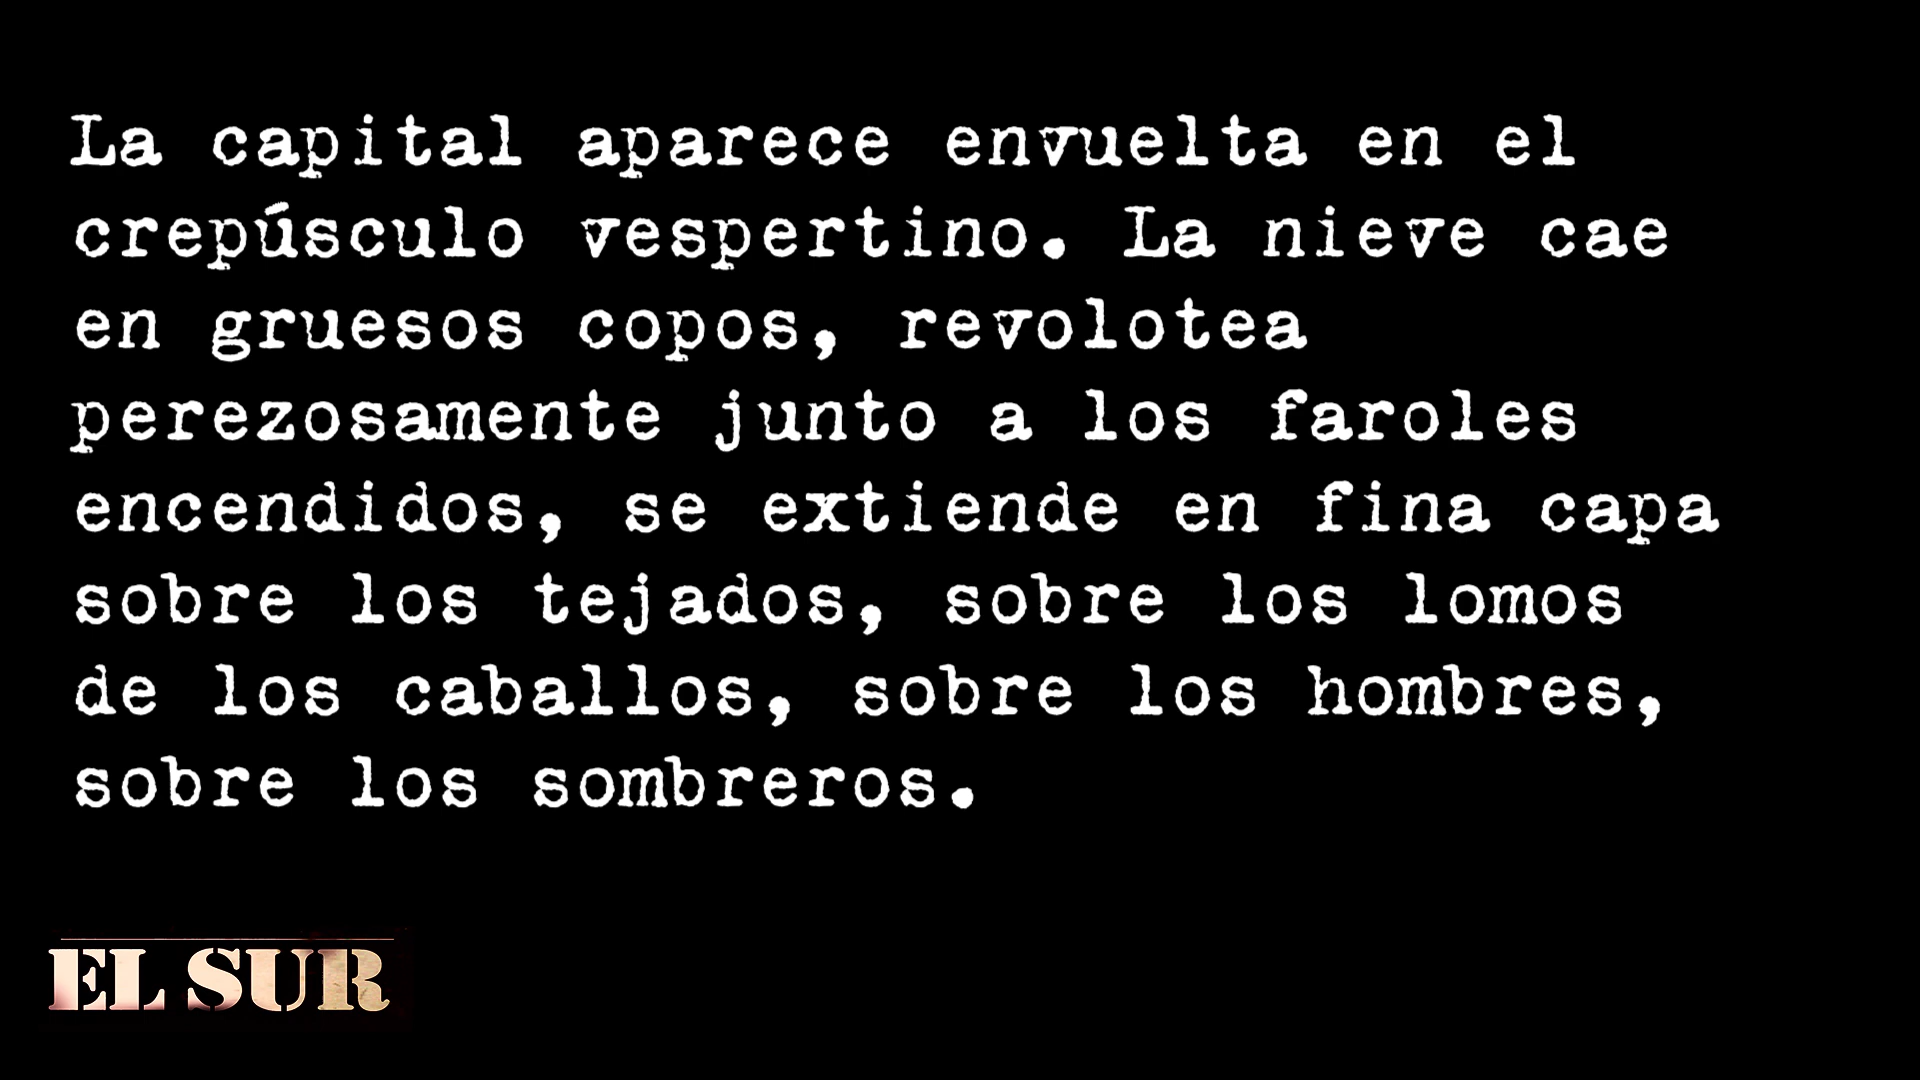 La capital aparece envuelta en el
crepúsculo vespertino. La nieve cae
en gruesos copos, revolotea
perezosamente junto a los faroles
encendidos, se extiende en fina capa
sobre los tejados, sobre los lomos
de los caballos, sobre los hombres,
sobre los sombreros.
EL SUR